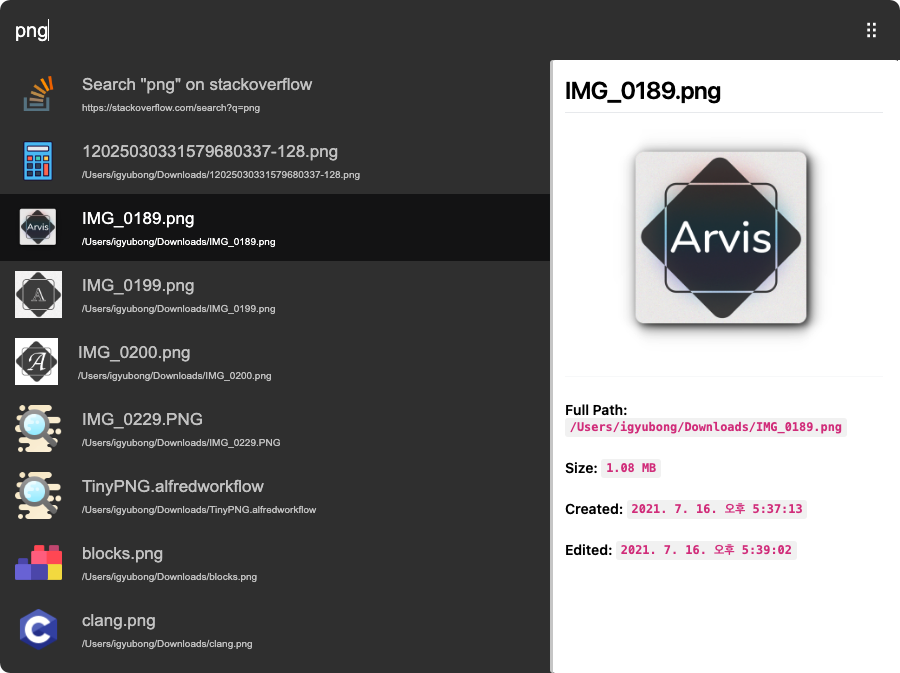 png
Search "png" on stackoverflow
https://stackoverflow.com/search?q=png
12025030331579680337-128.png
/Users/igyubong/Downloads/12025030331579680337-128.png
Arvis
IMG_0189.png
/Users/igyubong/Downloads/IMG_0189.png
A
IMG_0199.png
/Users/igyubong/Downloads/IMG_0199.png
A
IMG_0200.png
/Users/igyubong/Downloads/IMG_0200.png
IMG_0229.PNG
/Users/igyubong/Downloads/IMG_0229.PNG
TinyPNG.alfredworkflow
/Users/igyubong/Downloads/TinyPNG.alfredworkflow
blocks.png
/Users/igyubong/Downloads/blocks.png
C
clang.png
/Users/igyubong/Downloads/clang.png
IMG_0189.png
Arvis
Full Path:
/Users/igyubong/Downloads/IMG_0189.png
Size: 1.08 MB
Created: 2021. 7. 16. 오후 5:37:13
Edited: 2021. 7. 16. 오후 5:39:02